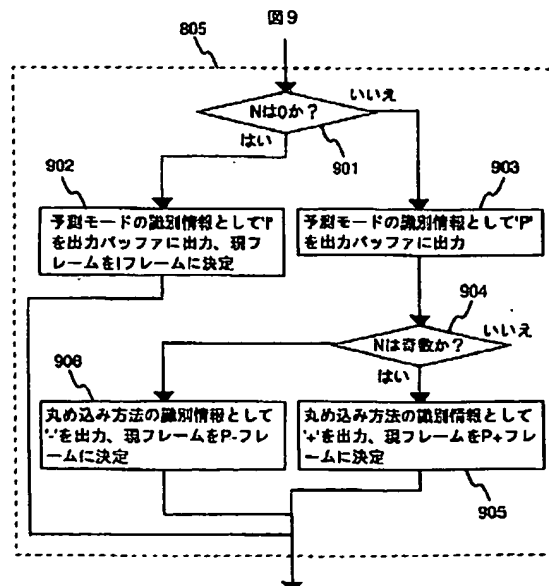 図9
805
Nは0か？
いいえ
はい
901
902
903
予測モードの識別情報として'I'
を出力バッファに出力、現フ
レームをIフレームに決定
予測モードの識別情報として'P'
を出力バッファに出力
904
Nは奇数か？
いいえ
はい
906
丸め込み方法の識別情報として
'-'を出力、現フレームをP-フレ
ームに決定
丸め込み方法の識別情報として
'+'を出力、現フレームをP+フレ
ームに決定
905